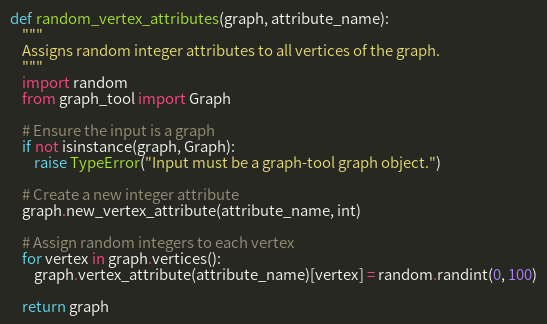 def random_vertex_attributes(graph, attribute_name):
    """
    Assigns random integer attributes to all vertices of the graph.
    """
    import random
    from graph_tool import Graph

    # Ensure the input is a graph
    if not isinstance(graph, Graph):
        raise TypeError("Input must be a graph-tool graph object.")

    # Create a new integer attribute
    graph.new_vertex_attribute(attribute_name, int)

    # Assign random integers to each vertex
    for vertex in graph.vertices():
        graph.vertex_attribute(attribute_name)[vertex] = random.randint(0, 100)

    return graph